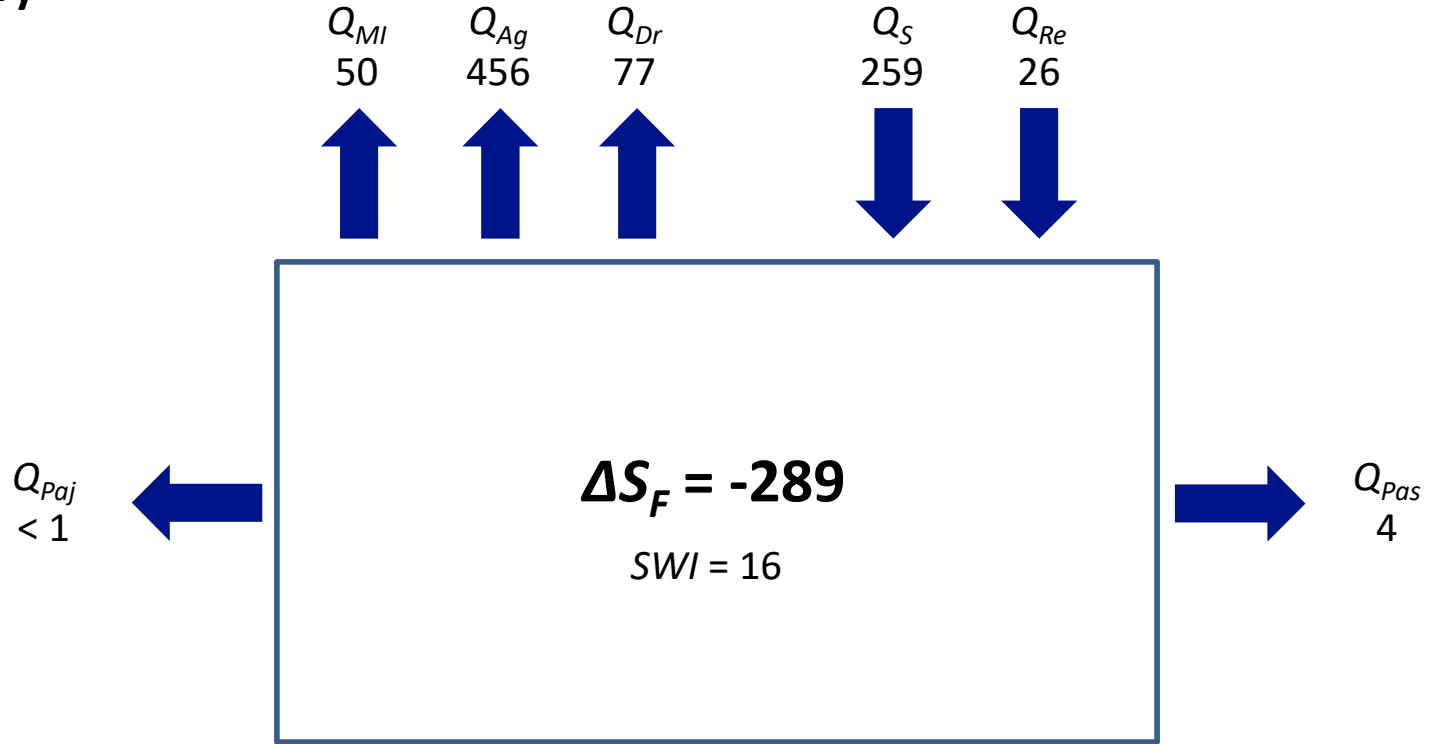 Q_MI Q_Ag Q_Dr Q_S Q_Re
50 456 77 259 26
Q_Paj
< 1
ΔS_F = -289
SWI = 16
Q_Pas
4